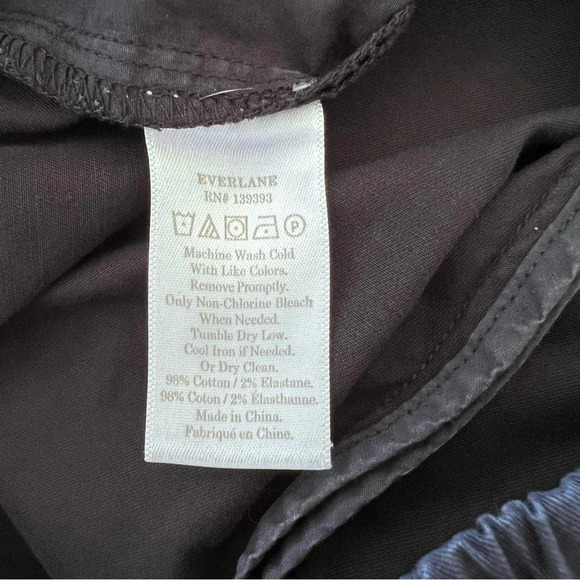 EVERLANE
RN# 139393
P
Machine Wash Cold
With Like Colors.
Remove Promptly.
Only Non-Chlorine Bleach
When Needed.
Tumble Dry Low.
Cool Iron if Needed.
Or Dry Clean.
98% Cotton / 2% Elastane.
98% Coton / 2% Élasthanne.
Made in China.
Fabriqué en Chine.